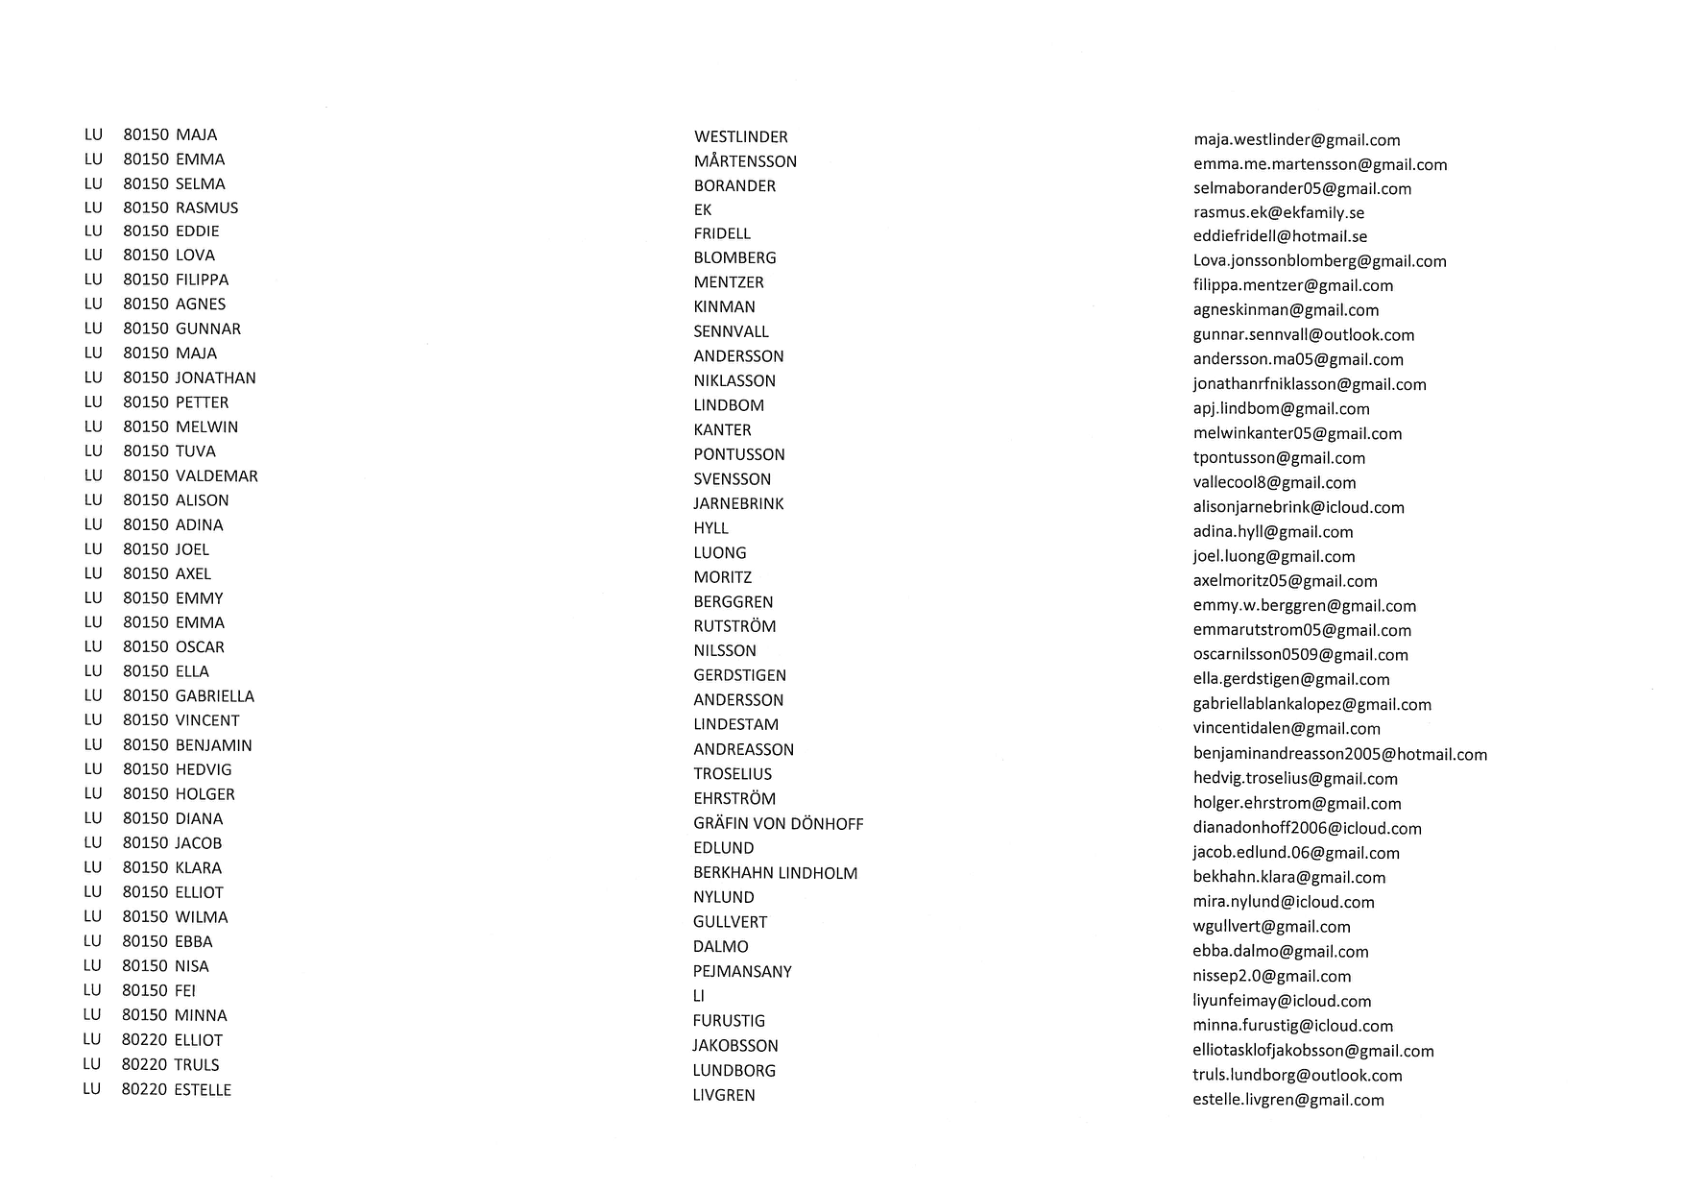 LU 80150 MAJA WESTLINDER maja.westlinder@gmail.com
LU 80150 EMMA MÅRTENSSON emma.me.martensson@gmail.com
LU 80150 SELMA BORANDER selmaborander05@gmail.com
LU 80150 RASMUS EK rasmus.ek@ekfamily.se
LU 80150 EDDIE FRIDELL eddiefridell@hotmail.se
LU 80150 LOVA BLOMBERG Lova.jonssonblomberg@gmail.com
LU 80150 FILIPPA MENTZER filippa.mentzer@gmail.com
LU 80150 AGNES KINMAN agneskinman@gmail.com
LU 80150 GUNNAR SENNVALL gunnar.sennvall@outlook.com
LU 80150 MAJA ANDERSSON andersson.ma05@gmail.com
LU 80150 JONATHAN NIKLASSON jonathanrfniklasson@gmail.com
LU 80150 PETTER LINDBOM apj.lindbom@gmail.com
LU 80150 MELWIN KANTER melwinkanter05@gmail.com
LU 80150 TUVA PONTUSSON tpontusson@gmail.com
LU 80150 VALDEMAR SVENSSON vallecool8@gmail.com
LU 80150 ALISON JARNEBRINK alisonjarnebrink@icloud.com
LU 80150 ADINA HYLL adina.hyll@gmail.com
LU 80150 JOEL LUONG joel.luong@gmail.com
LU 80150 AXEL MORITZ axelmoritz05@gmail.com
LU 80150 EMMY BERGGREN emmy.w.berggren@gmail.com
LU 80150 EMMA RUTSTRÖM emmarutstrom05@gmail.com
LU 80150 OSCAR NILSSON oscarnilsson0509@gmail.com
LU 80150 ELLA GERDSTIGEN ella.gerdstigen@gmail.com
LU 80150 GABRIELLA ANDERSSON gabriellablankalopez@gmail.com
LU 80150 VINCENT LINDESTAM vincentidalen@gmail.com
LU 80150 BENJAMIN ANDREASSON benjaminandreasson2005@hotmail.com
LU 80150 HEDVIG TROSELIUS hedvig.troselius@gmail.com
LU 80150 HOLGER EHRSTRÖM holger.ehrstrom@gmail.com
LU 80150 DIANA GRÄFIN VON DÖNHOFF dianadonhoff2006@icloud.com
LU 80150 JACOB EDLUND jacob.edlund.06@gmail.com
LU 80150 KLARA BERKHAHN LINDHOLM bekhahn.klara@gmail.com
LU 80150 ELLIOT NYLUND mira.nylund@icloud.com
LU 80150 WILMA GULLVERT wgullvert@gmail.com
LU 80150 EBBA DALMO ebba.dalmo@gmail.com
LU 80150 NISA PEJMANSANY nissep2.0@gmail.com
LU 80150 FEI LI liyunfeimay@icloud.com
LU 80150 MINNA FURUSTIG minna.furustig@icloud.com
LU 80220 ELLIOT JAKOBSSON elliotasklofjakobsson@gmail.com
LU 80220 TRULS LUNDBORG truls.lundborg@outlook.com
LU 80220 ESTELLE LIVGREN estelle.livgren@gmail.com